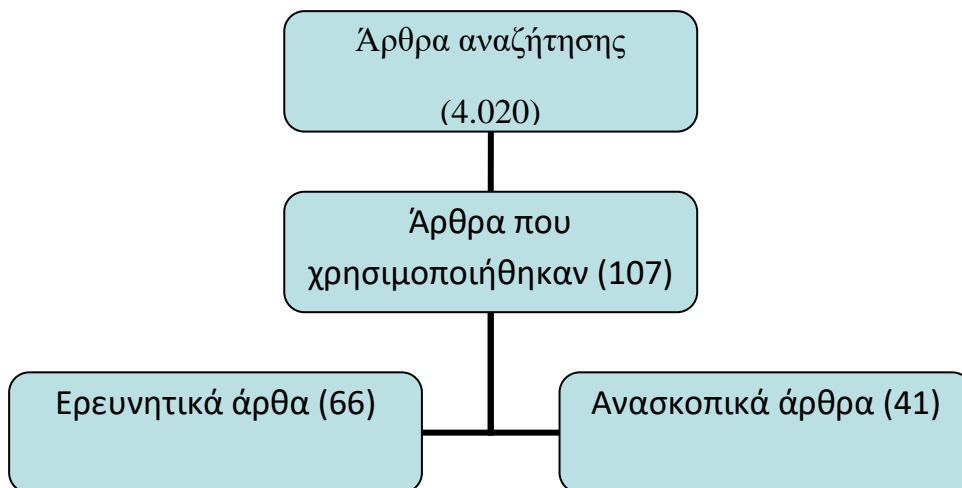 Άρθρα αναζήτησης
(4.020)
Άρθρα που
χρησιμοποιήθηκαν (107)
Ερευνητικά άρθα (66)
Ανασκοπικά άρθρα (41)